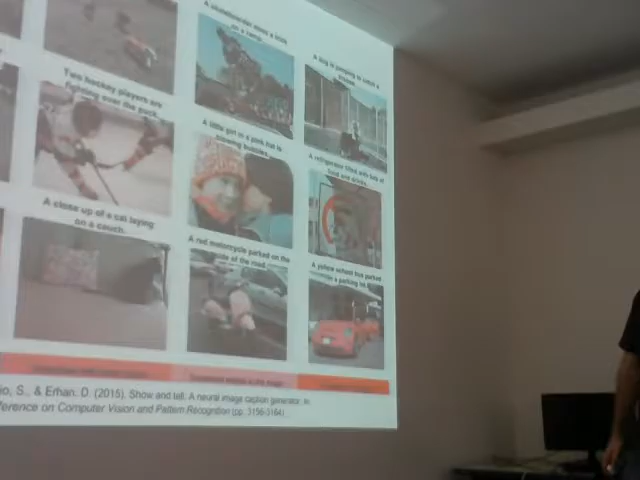 A skateboarder does a trick
on a ramp.
A dog is jumping to catch a
frisbee.
Two hockey players are
fighting over the puck.
A little girl in a pink hat is
blowing bubbles.
A refrigerator filled with lots of
food and drinks.
A close up of a cat laying
on a couch.
A red motorcycle parked on the
side of the road.
A yellow school bus parked
in a parking lot.
S., & Erhan. D. (2015). Show and tell. A neural image caption generator. In
Conference on Computer Vision and Pattern Recognition (pp. 3156-3164).